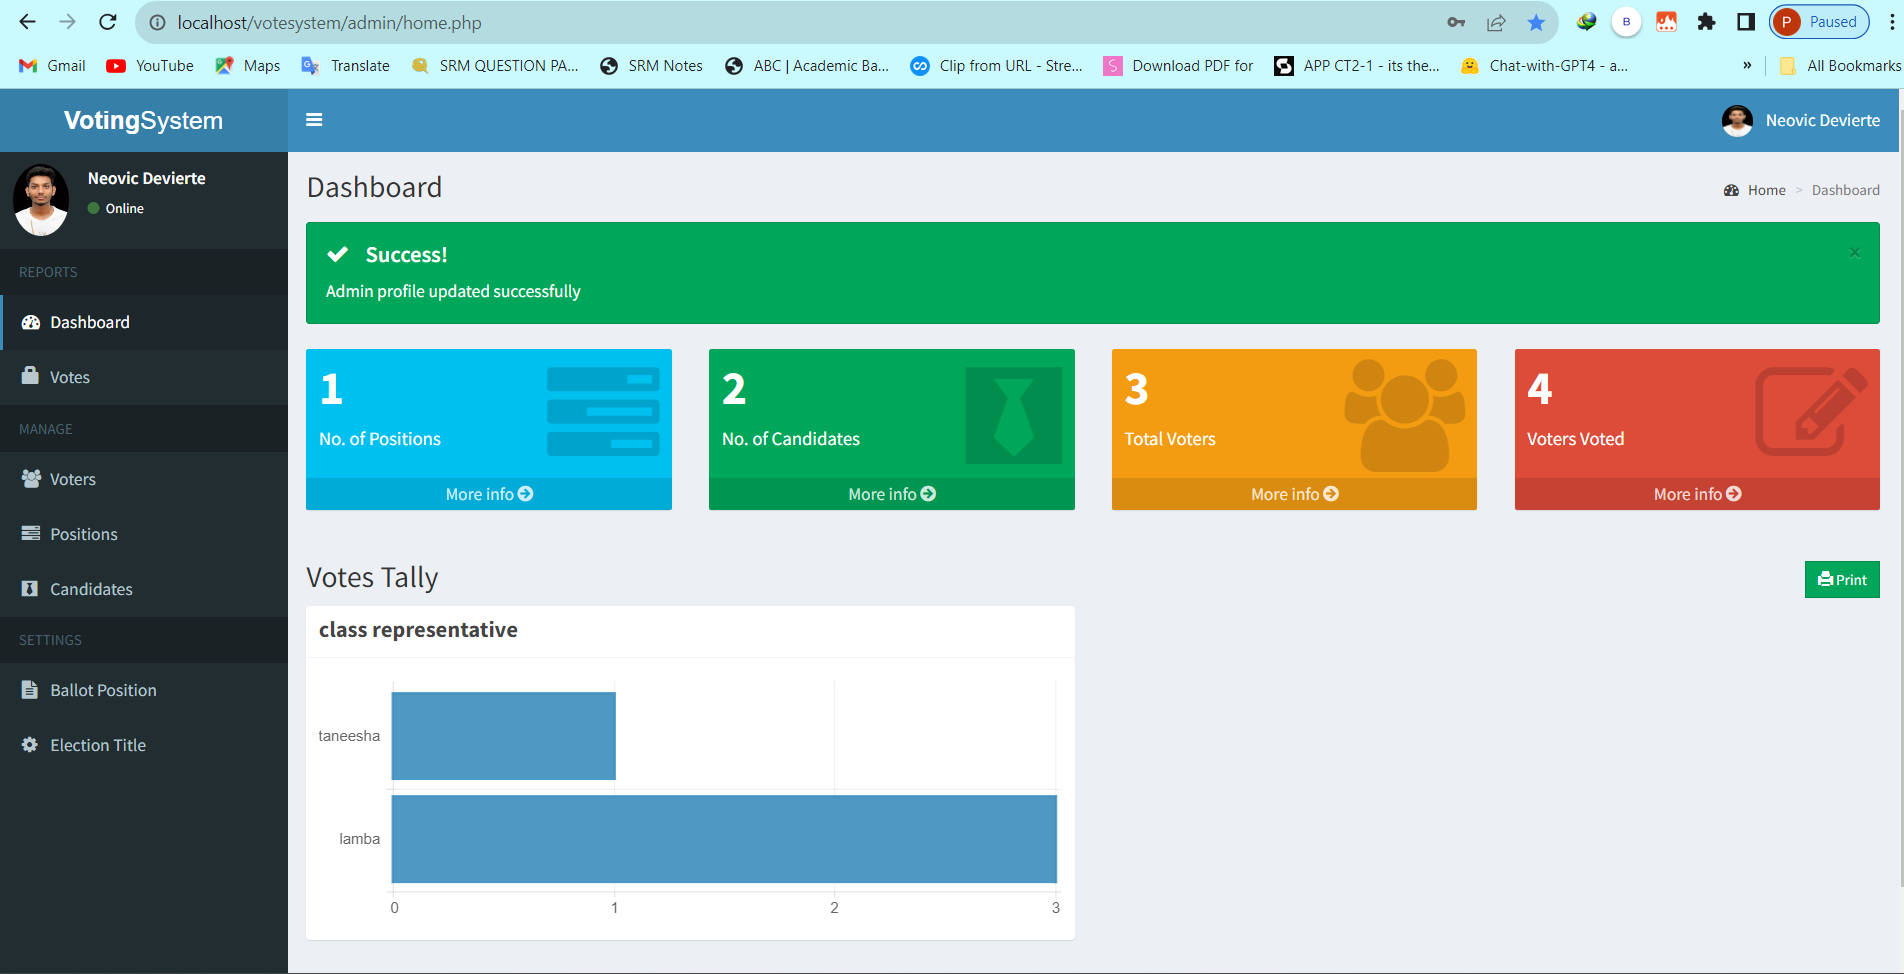 localhost/votesystem/admin/home.php
P Paused
B
Gmail YouTube Maps Translate SRM QUESTION PA... SRM Notes ABC | Academic Ba... Clip from URL - Stre... Download PDF for APP CT2-1 - its the... Chat-with-GPT4 - a... » All Bookmarks
VotingSystem
Neovic Devierte
Neovic Devierte
Online
REPORTS
Dashboard
Votes
MANAGE
Voters
Positions
Candidates
SETTINGS
Ballot Position
Election Title
Dashboard
Home > Dashboard
Success!
×
Admin profile updated successfully
1
No. of Positions
More info
2
No. of Candidates
More info
3
Total Voters
More info
4
Voters Voted
More info
Votes Tally
Print
class representative
taneesha
lamba
0 1 2 3